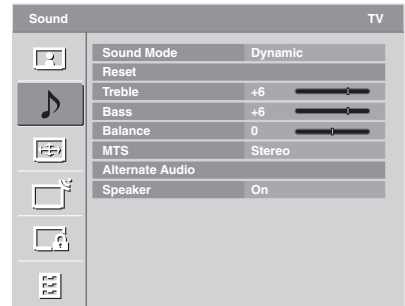 Sound TV
Sound Mode Dynamic
Reset
Treble +6
Bass +6
Balance 0
MTS Stereo
Alternate Audio
Speaker On